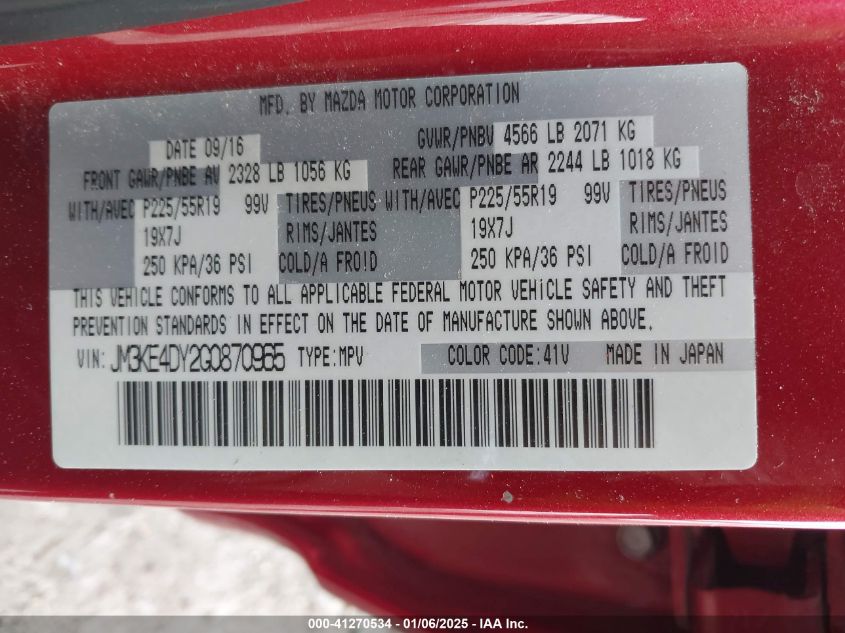 MFD. BY MAZDA MOTOR CORPORATION
DATE 09/16 GVWR/PNBV 4566 LB 2071 KG
FRONT GAWR/PNBE AV 2328 LB 1056 KG REAR GAWR/PNBE AR 2244 LB 1018 KG
WITH/AVEC P225/55R19 99V TIRES/PNEUS WITH/AVEC P225/55R19 99V TIRES/PNEUS
19X7J RIMS/JANTES 19X7J RIMS/JANTES
250 KPA/36 PSI COLD/A FROID 250 KPA/36 PSI COLD/A FROID
THIS VEHICLE CONFORMS TO ALL APPLICABLE FEDERAL MOTOR VEHICLE SAFETY AND THEFT
PREVENTION STANDARDS IN EFFECT ON THE DATE OF MANUFACTURE SHOWN ABOVE.
VIN: JM3KE4DY2G0870965 TYPE:MPV COLOR CODE:41V MADE IN JAPAN
000-41270534 - 01/06/2025 - IAA Inc.